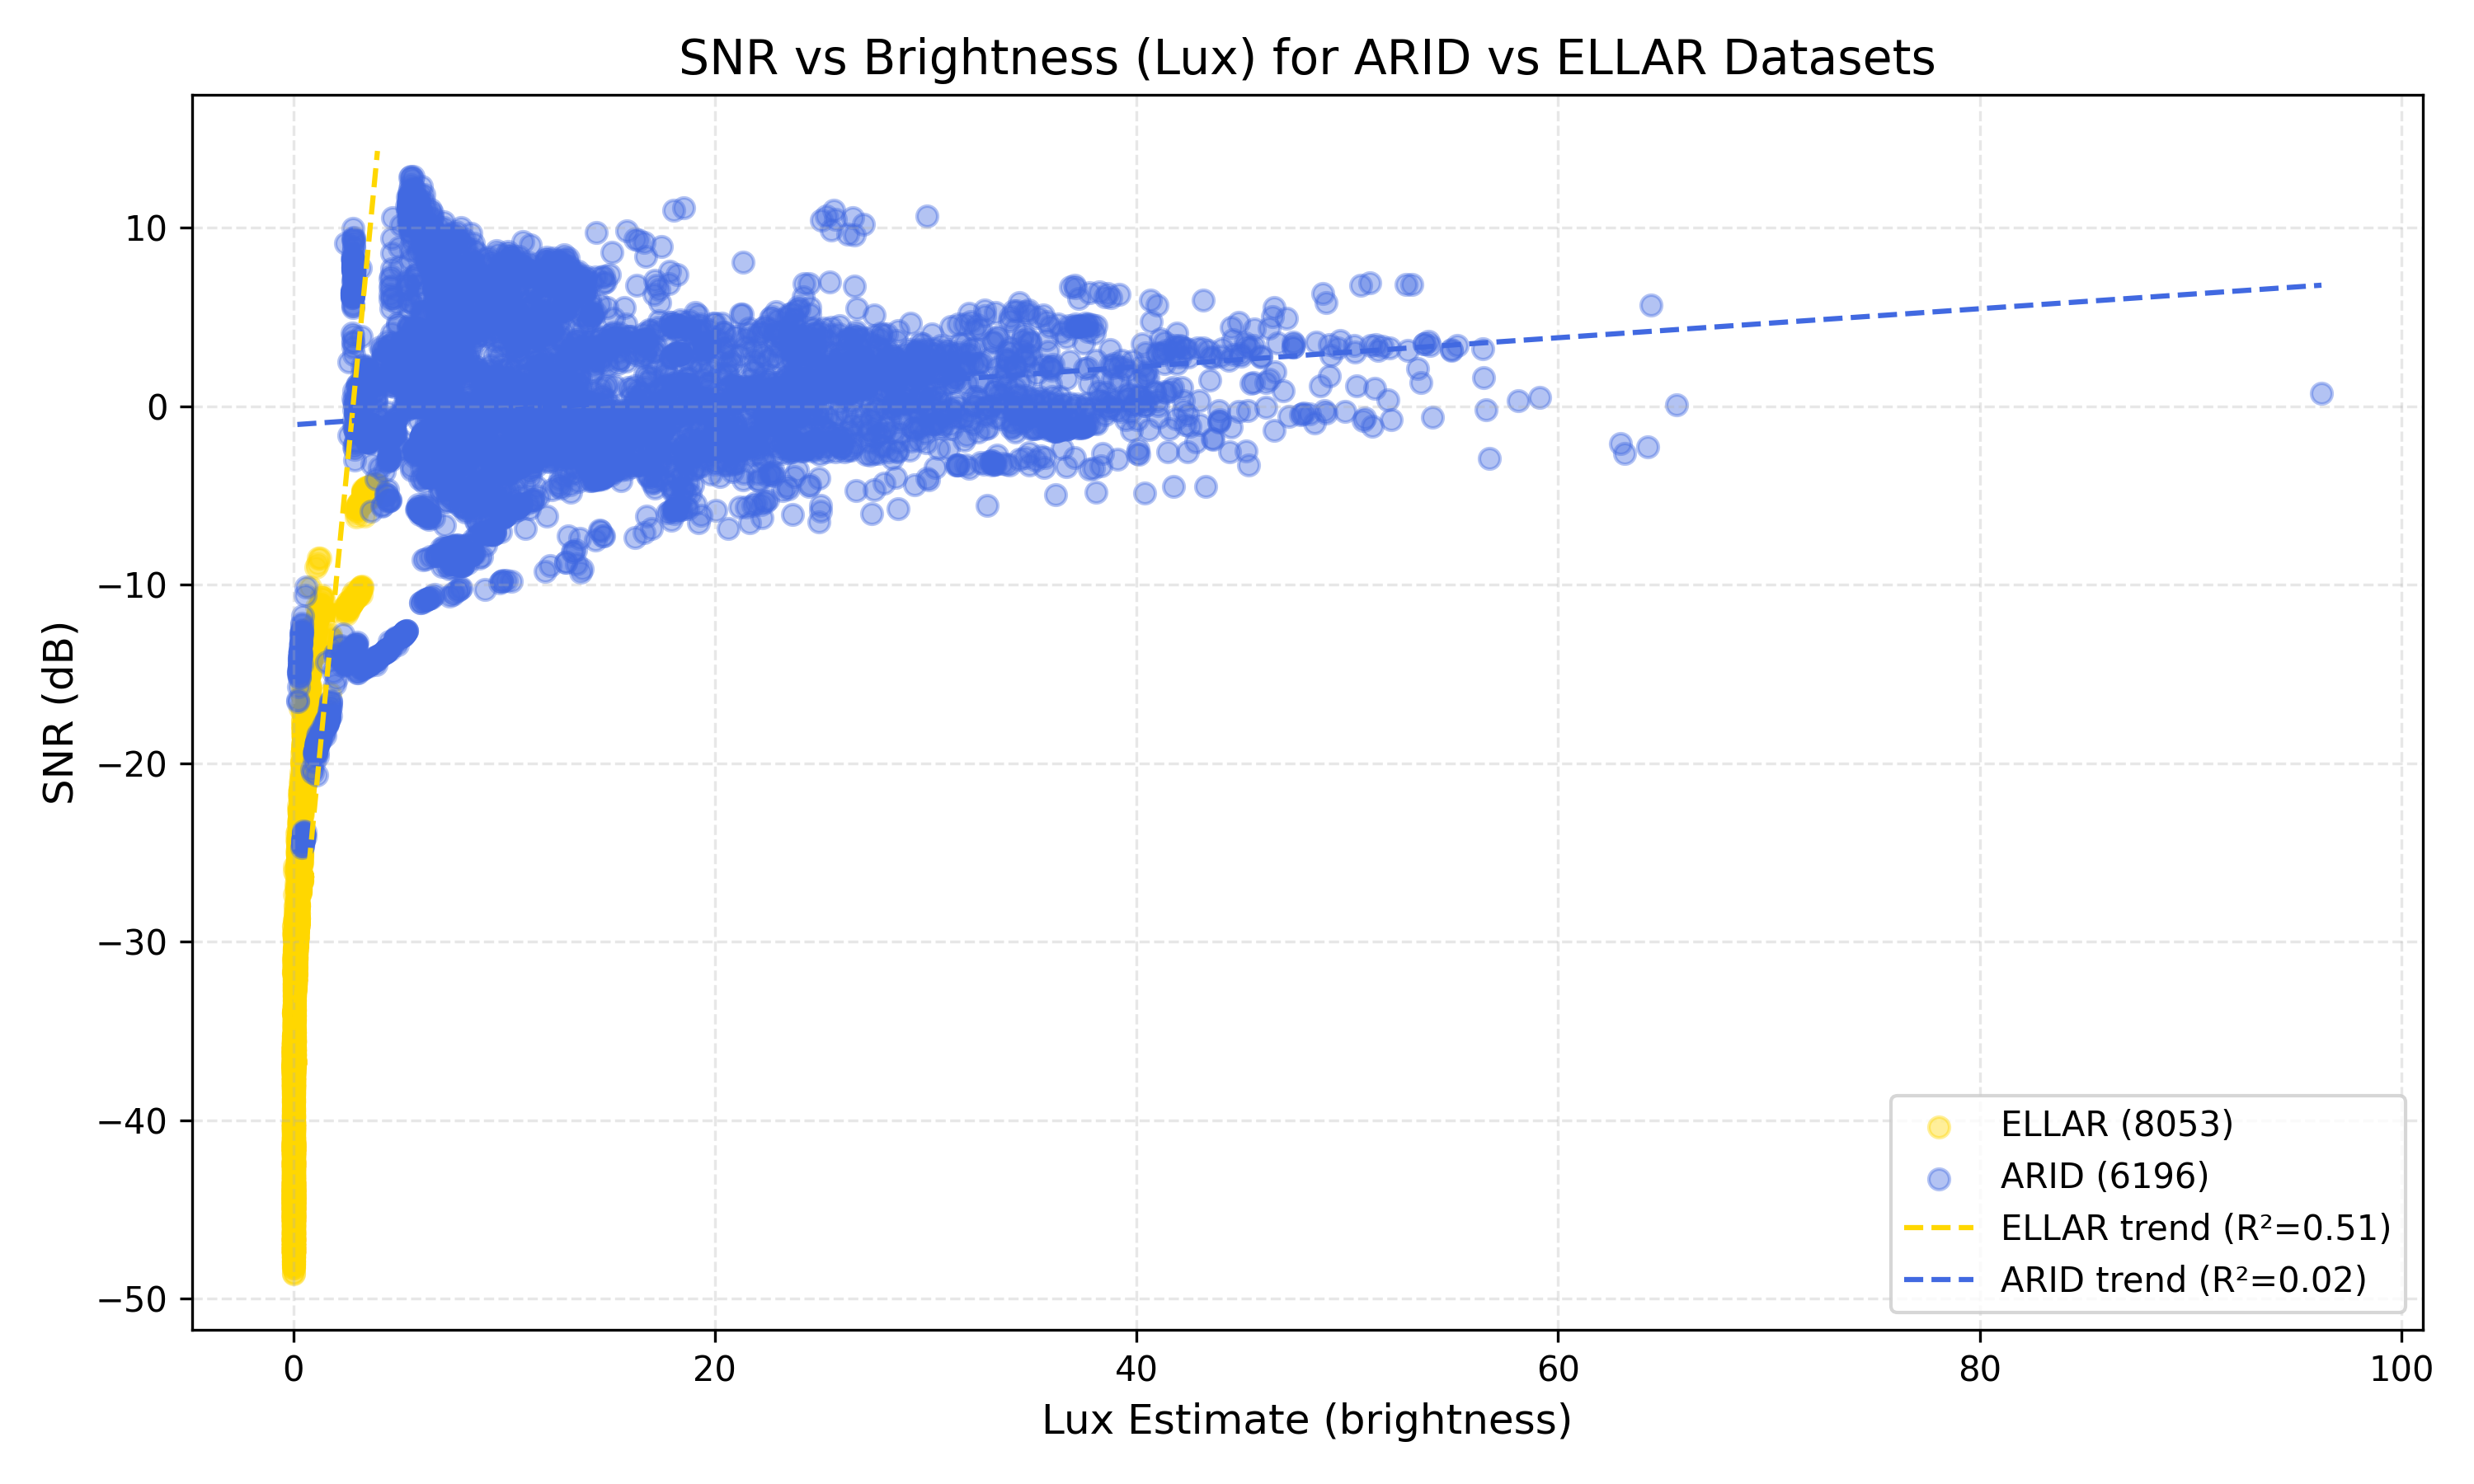 SNR vs Brightness (Lux) for ARID vs ELLAR Datasets
SNR (dB)
10
0
−10
−20
−30
−40
−50
0 20 40 60 80 100
Lux Estimate (brightness)
ELLAR (8053)
ARID (6196)
ELLAR trend (R²=0.51)
ARID trend (R²=0.02)